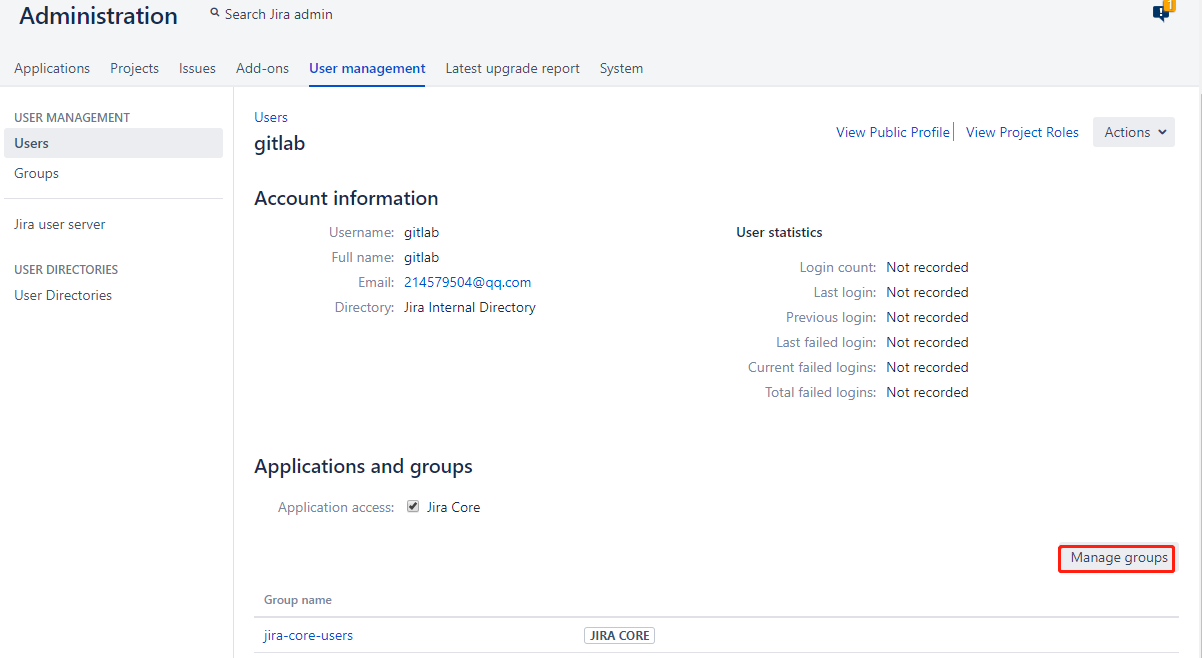 Administration
Search Jira admin
1
Applications Projects Issues Add-ons User management Latest upgrade report System
USER MANAGEMENT
Users
Groups
Jira user server
USER DIRECTORIES
User Directories
Users
gitlab
View Public Profile View Project Roles Actions
Account information
Username: gitlab
Full name: gitlab
Email: 214579504@qq.com
Directory: Jira Internal Directory
User statistics
Login count: Not recorded
Last login: Not recorded
Previous login: Not recorded
Last failed login: Not recorded
Current failed logins: Not recorded
Total failed logins: Not recorded
Applications and groups
Application access: Jira Core
Manage groups
Group name
jira-core-users JIRA CORE